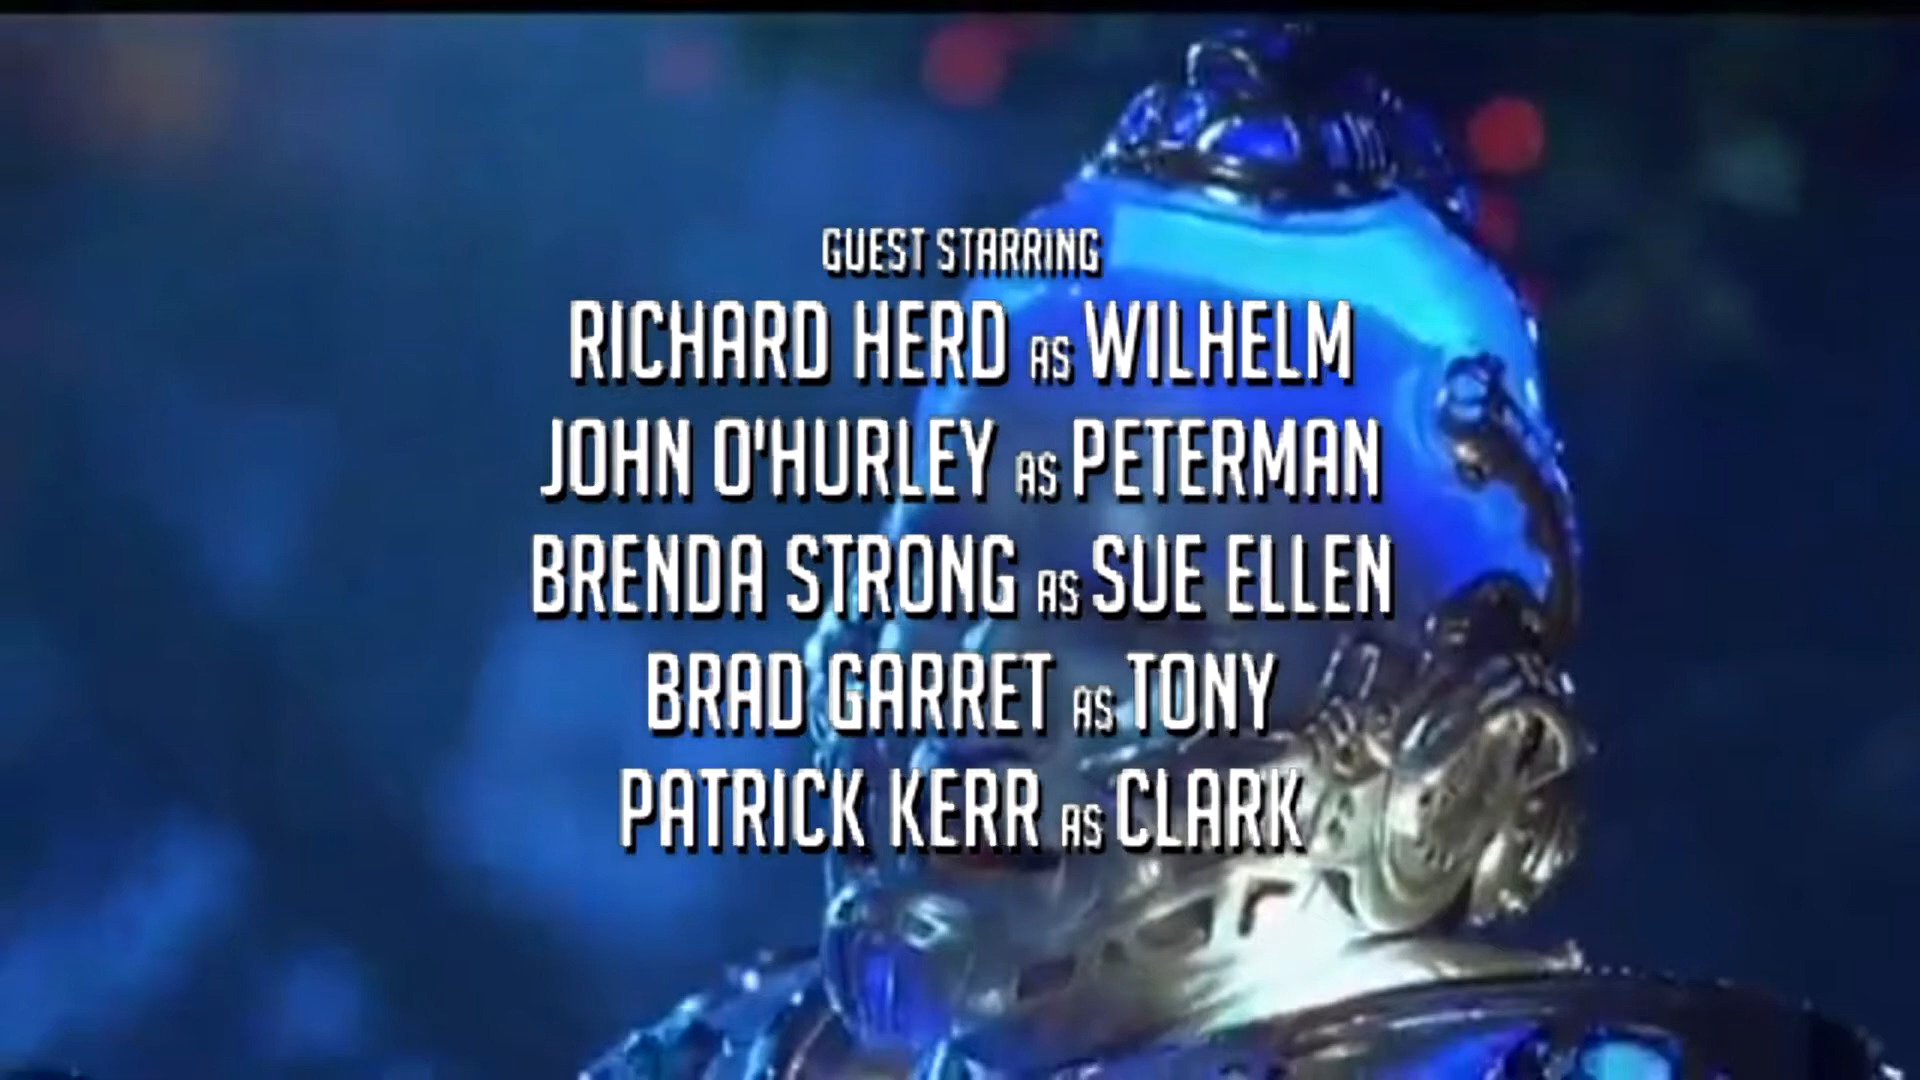 GUEST STARRING
RICHARD HERD AS WILHELM
JOHN O'HURLEY AS PETERMAN
BRENDA STRONG AS SUE ELLEN
BRAD GARRET AS TONY
PATRICK KERR AS CLARK